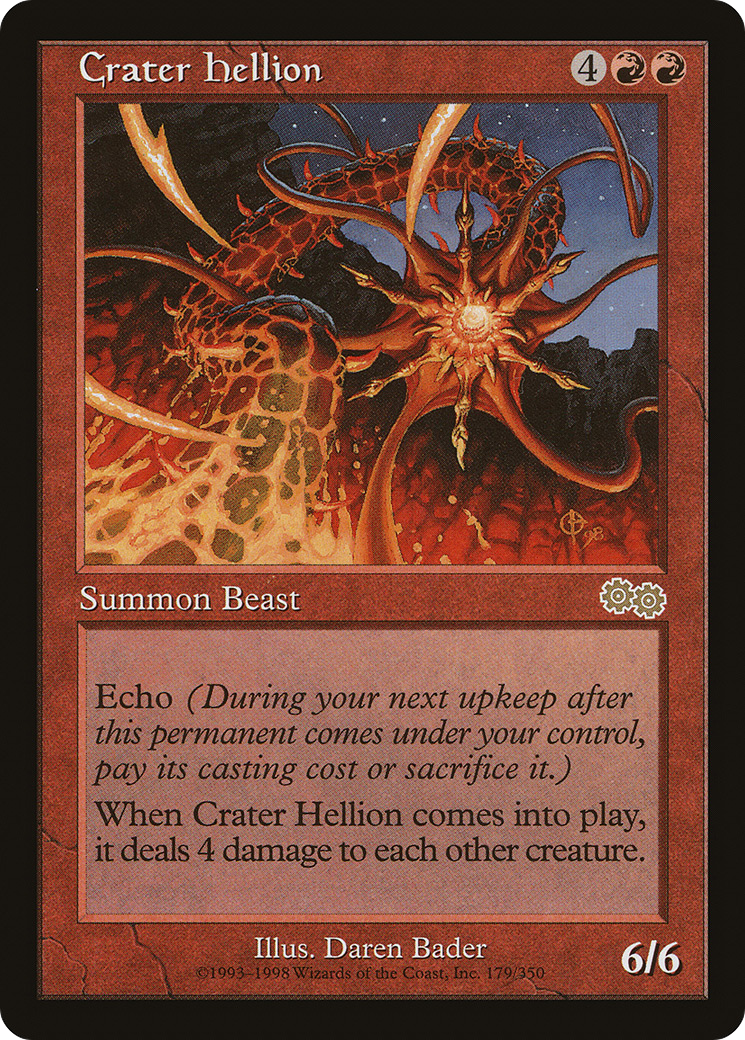 Crater Hellion 4
98
Summon Beast
Echo (During your next upkeep after
this permanent comes under your control,
pay its casting cost or sacrifice it.)
When Crater Hellion comes into play,
it deals 4 damage to each other creature.
Illus. Daren Bader
©1993–1998 Wizards of the Coast, Inc. 179/350
6/6